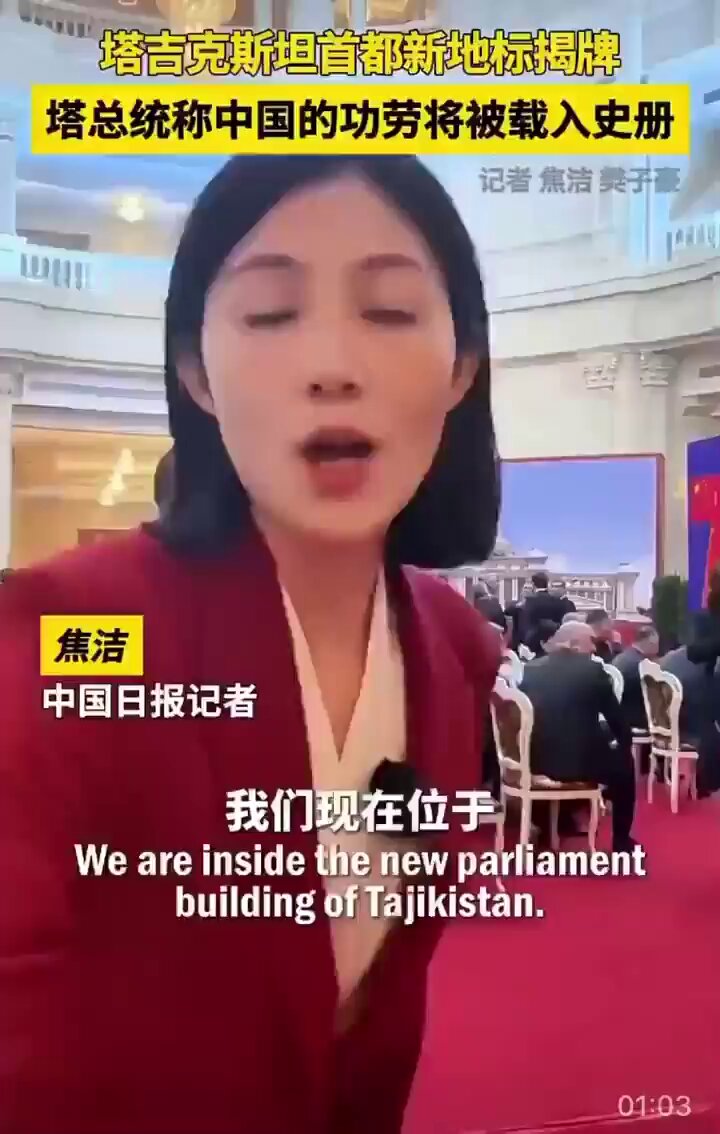 塔吉克斯坦首都新地标揭牌
塔总统称中国的功劳将被载入史册
记者 焦洁 樊子豪
焦洁
中国日报记者
我们现在位于
We are inside the new parliament
building of Tajikistan.
01:03